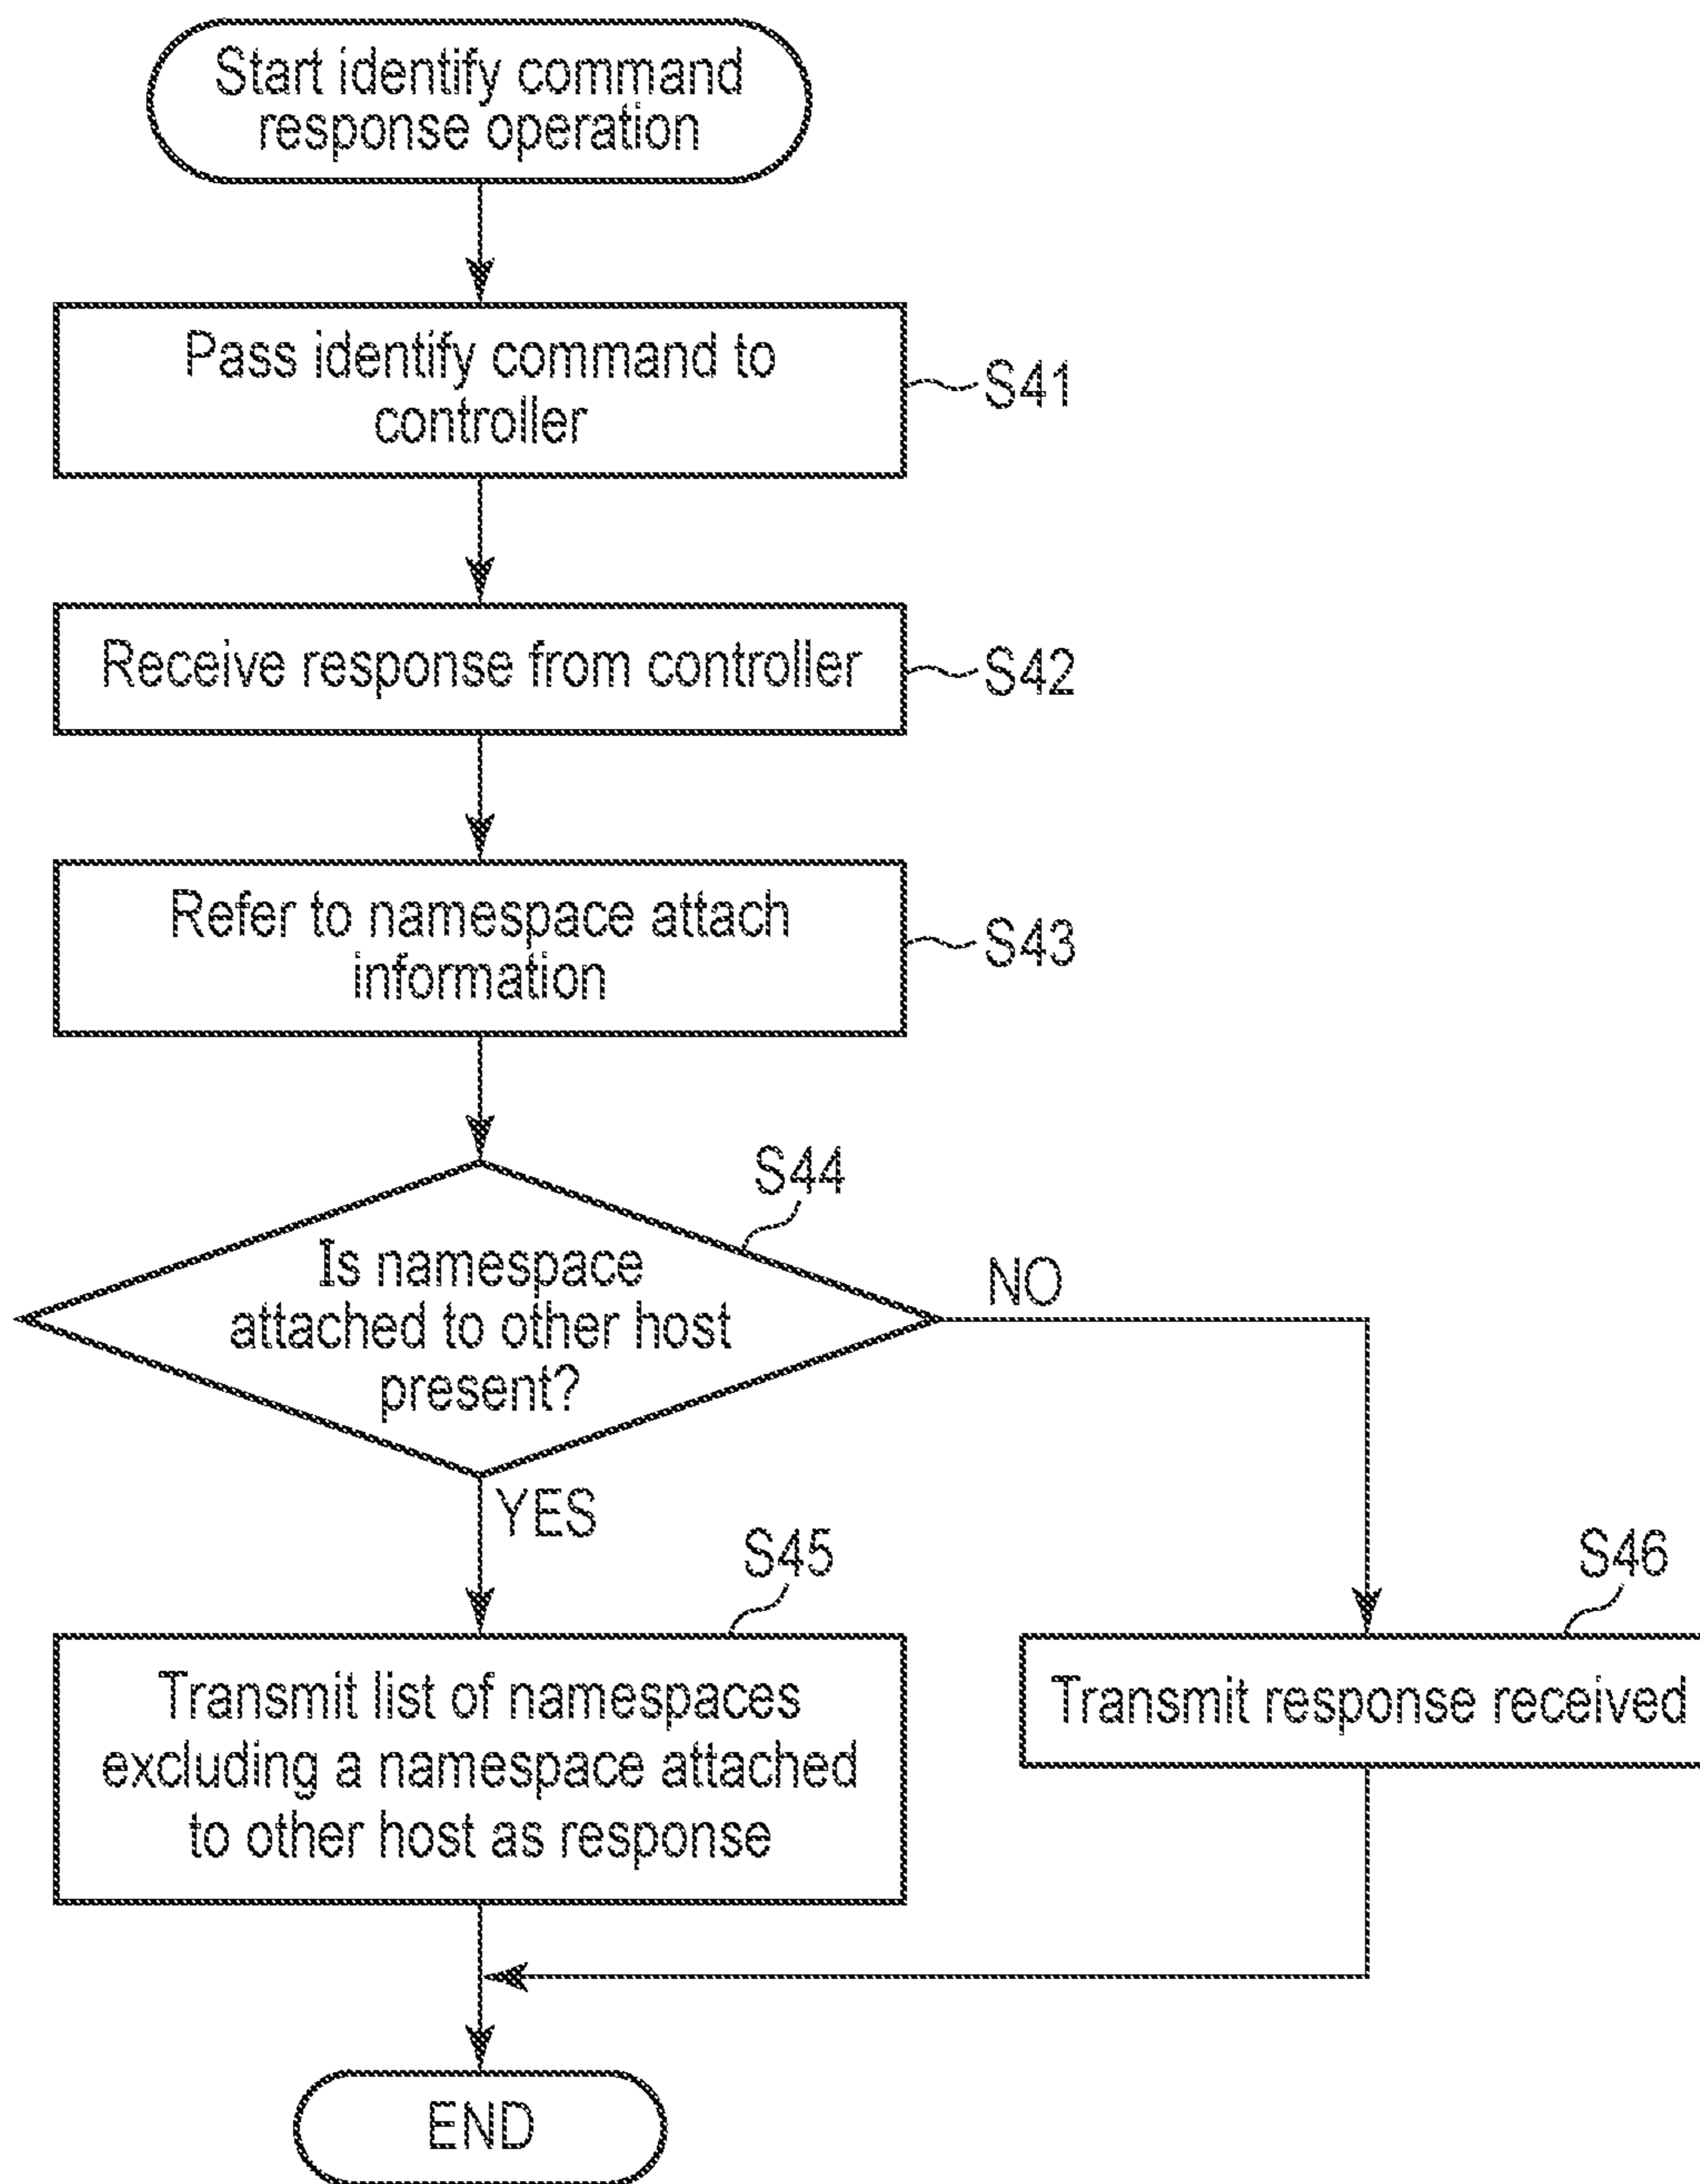 Start identify command
response operation
Pass identify command to
controller
S41
Receive response from controller
S42
Refer to namespace attach
information
S43
S44
Is namespace
attached to other host
present?
NO
YES
S45
Transmit list of namespaces
excluding a namespace attached
to other host as response
S46
Transmit response received
END